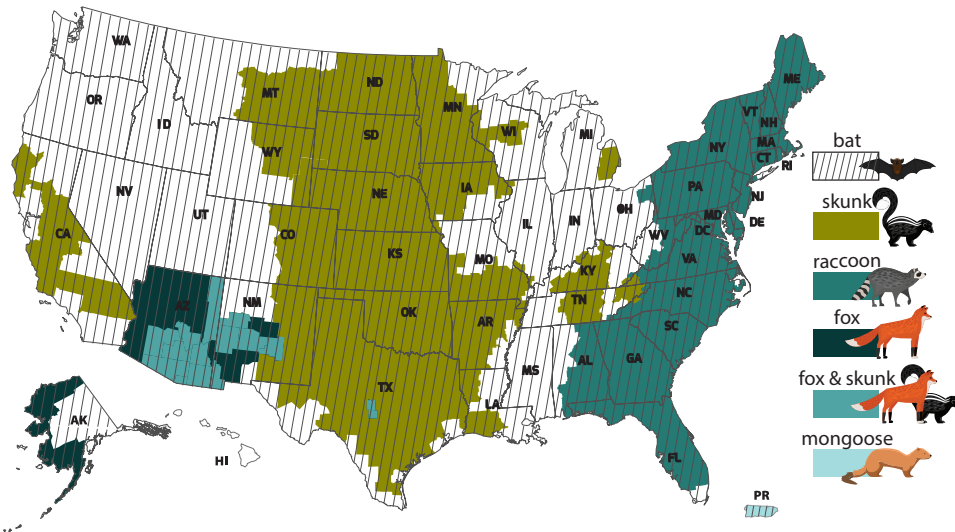 WA
ME
MT
ND
OR
MN
VT
ID
NH
WI
MI
MA
SD
NY
CT
bat
WY
RI
IA
PA
NE
NJ
skunk
NV
OH
UT
IL
IN
MD
DE
CA
CO
WV
DC
KS
MO
VA
KY
raccoon
NC
AZ
NM
TN
OK
AR
SC
fox
MS
AL
GA
TX
fox & skunk
LA
AK
mongoose
HI
FL
PR